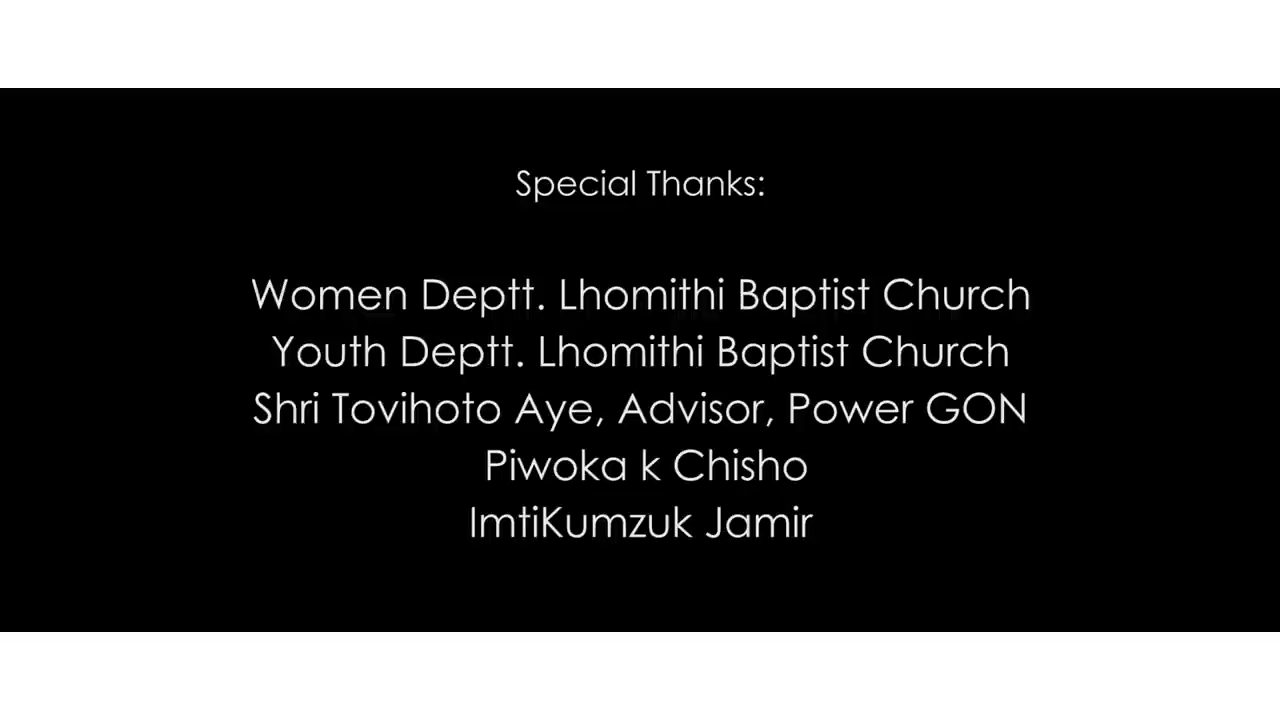 Special Thanks:
Women Deptt. Lhomithi Baptist Church
Youth Deptt. Lhomithi Baptist Church
Shri Tovihoto Aye, Advisor, Power GON
Piwoka k Chisho
ImtiKumzuk Jamir